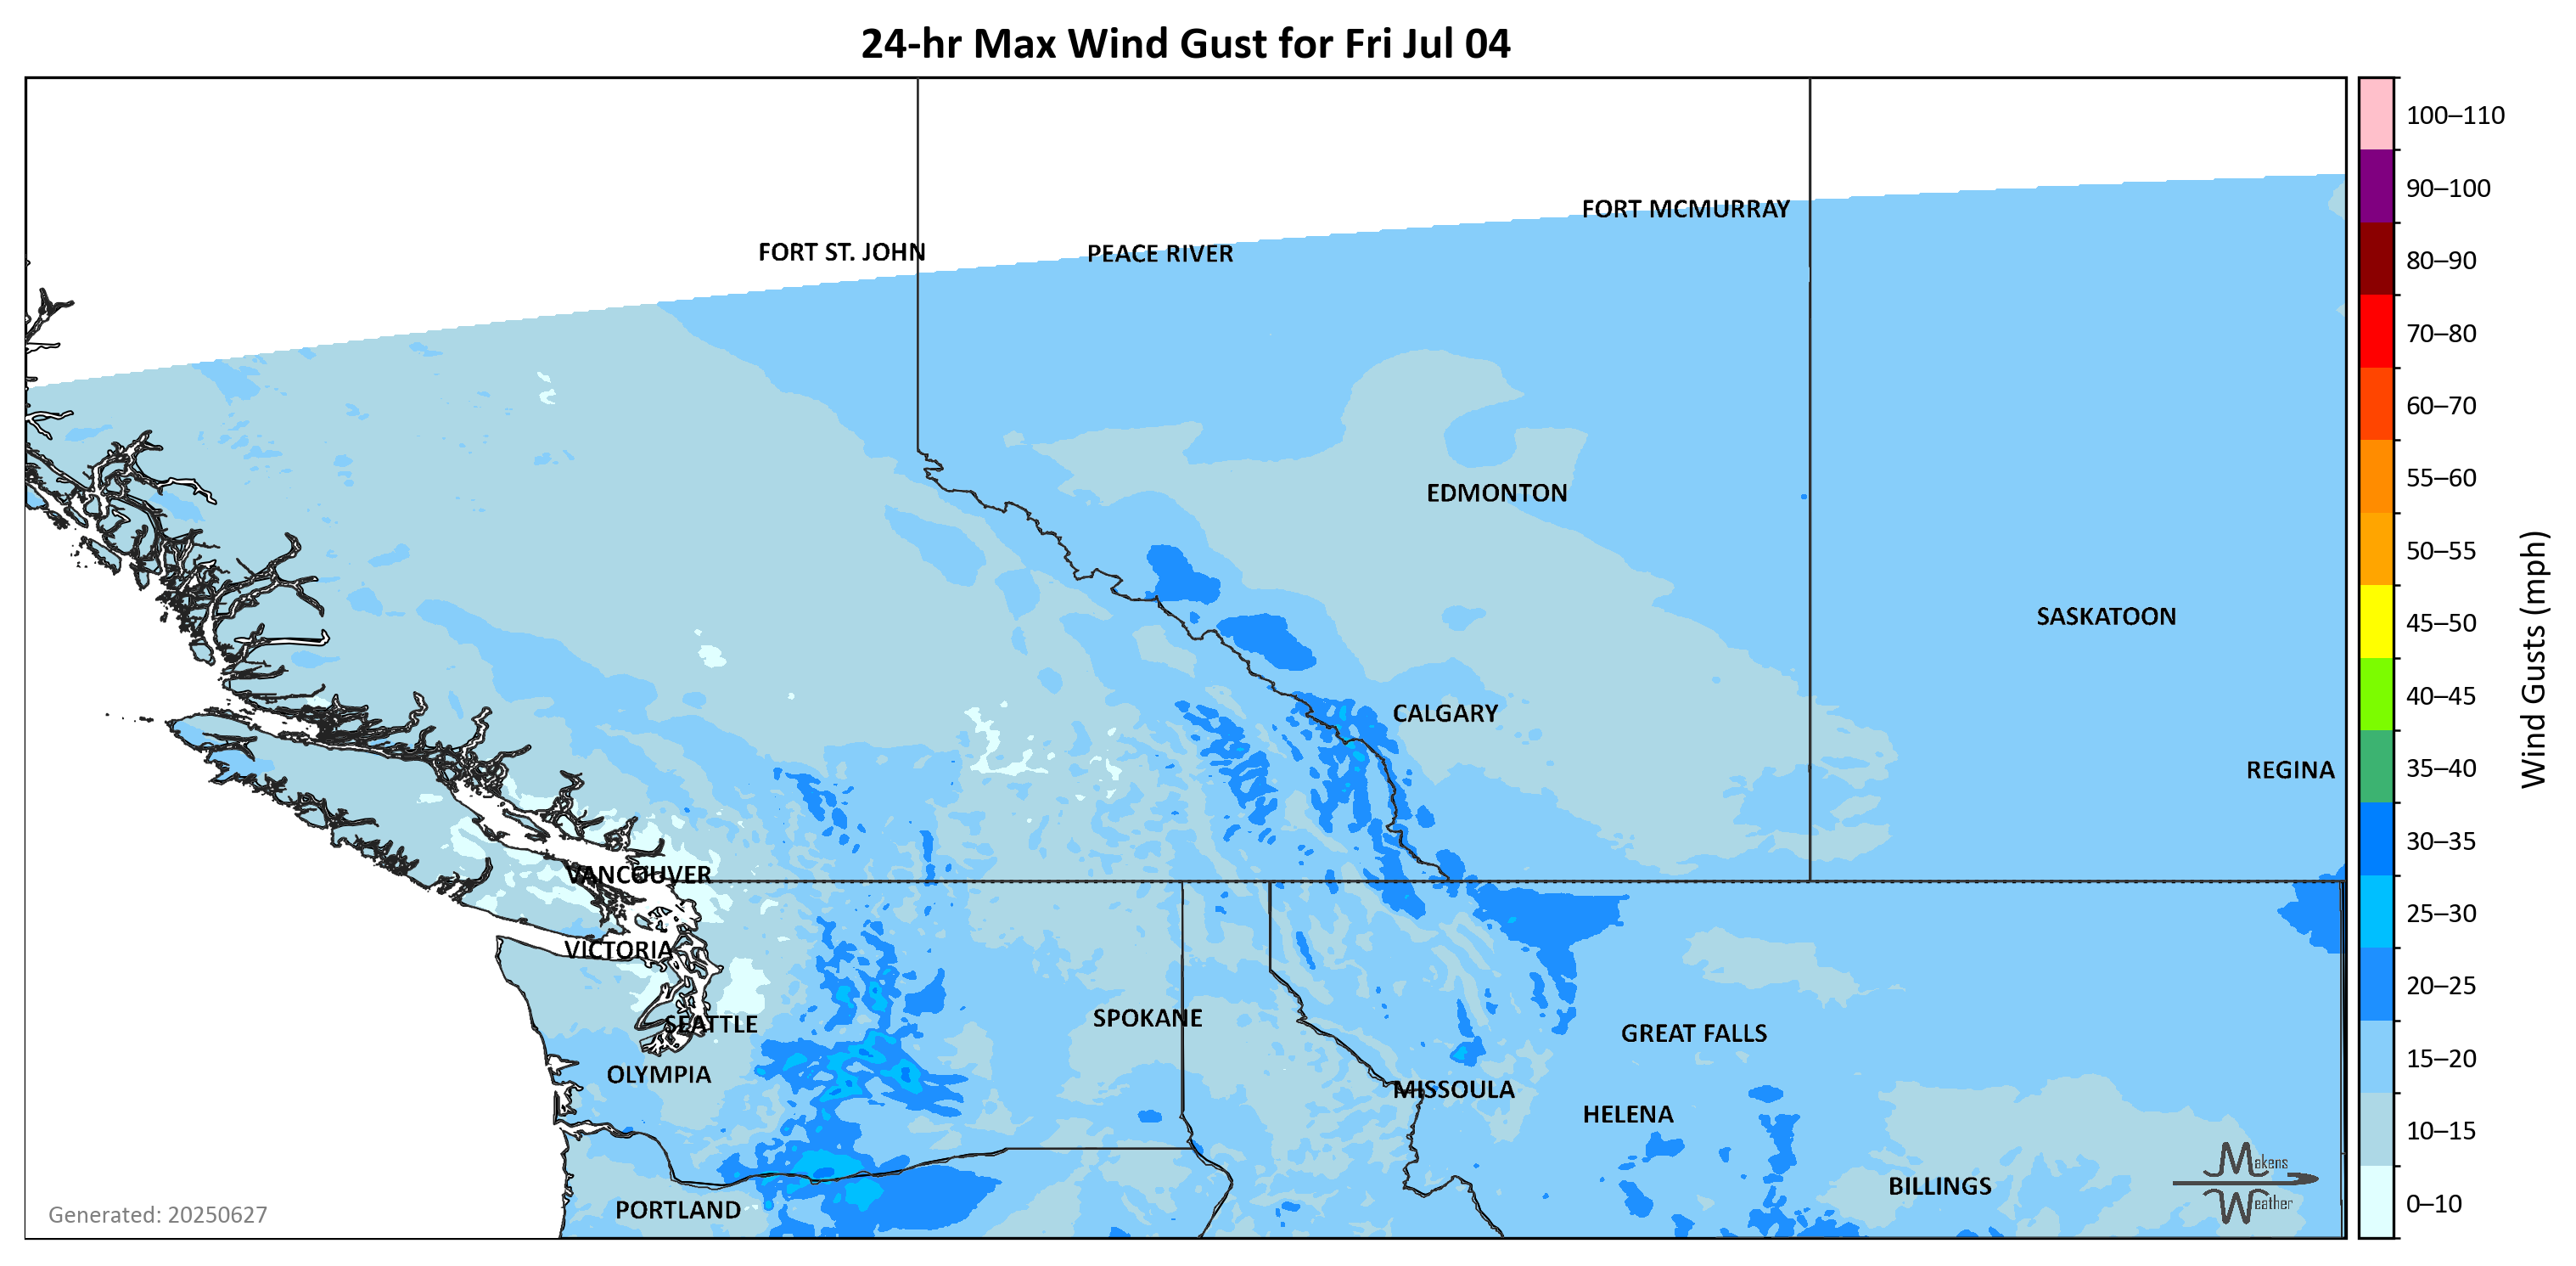 24-hr Max Wind Gust for Fri Jul 04
100–110
90–100
80–90
70–80
60–70
55–60
50–55
45–50
40–45
35–40
30–35
25–30
20–25
15–20
10–15
0–10
Wind Gusts (mph)
FORT MCMURRAY
FORT ST. JOHN
PEACE RIVER
EDMONTON
SASKATOON
CALGARY
REGINA
VANCOUVER
VICTORIA
SPOKANE
SEATTLE
GREAT FALLS
OLYMPIA
MISSOULA
HELENA
BILLINGS
PORTLAND
Makens
Weather
Generated: 20250627